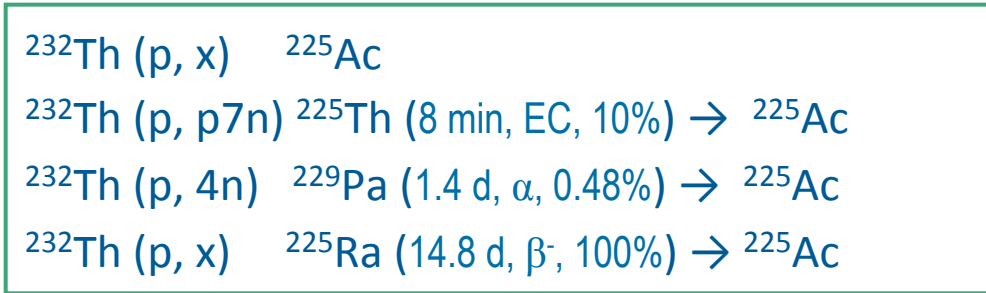 ²³²Th (p, x) ²²⁵Ac
²³²Th (p, p7n) ²²⁵Th (8 min, EC, 10%) → ²²⁵Ac
²³²Th (p, 4n) ²²⁹Pa (1.4 d, α, 0.48%) → ²²⁵Ac
²³²Th (p, x) ²²⁵Ra (14.8 d, β⁻, 100%) → ²²⁵Ac